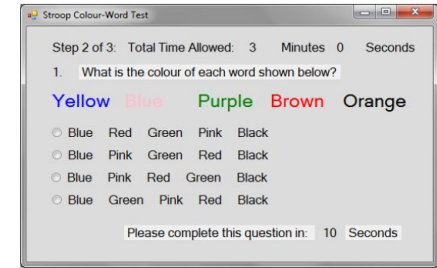 Stroop Colour-Word Test
Step 2 of 3: Total Time Allowed: 3 Minutes 0 Seconds
1. What is the colour of each word shown below?
Yellow Blue Purple Brown Orange
Blue Red Green Pink Black
Blue Pink Green Red Black
Blue Pink Red Green Black
Blue Green Pink Red Black
Please complete this question in: 10 Seconds